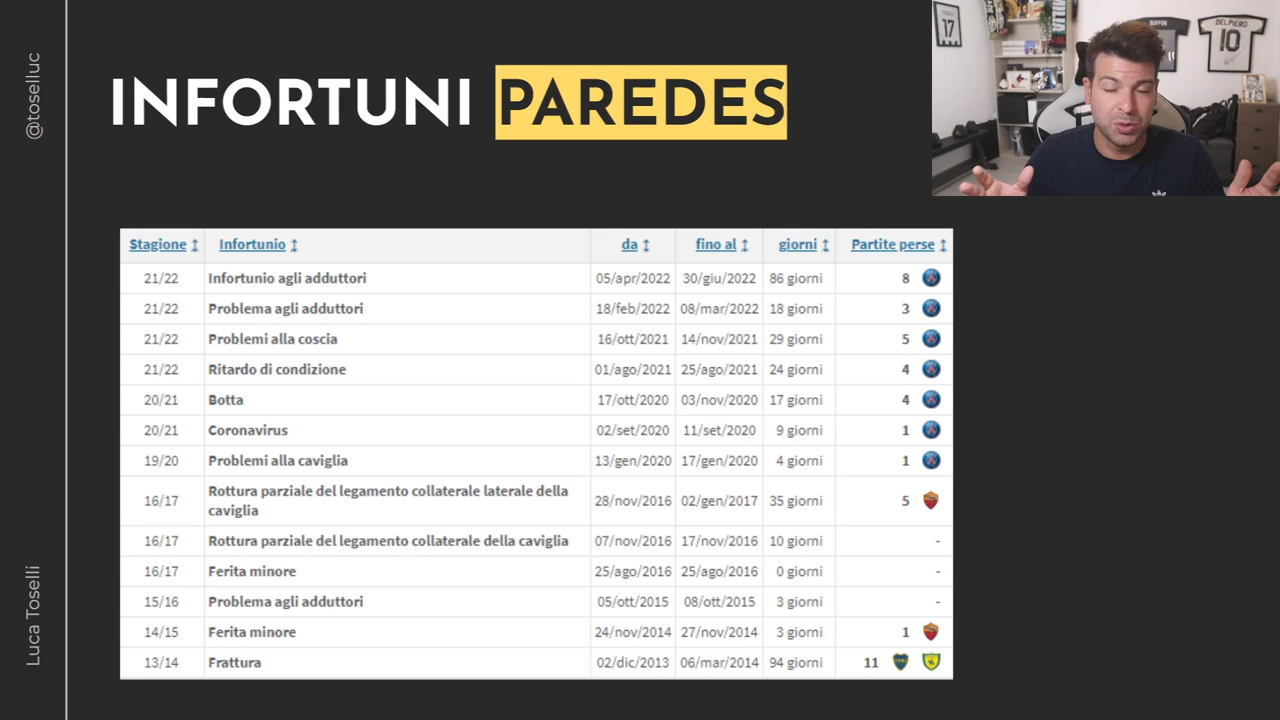 @toselluc
Luca Toselli
INFORTUNI PAREDES
17
BUFFON
DEL PIERO
10
Stagione Infortunio da fino al giorni Partite perse
21/22 Infortunio agli adduttori 05/apr/2022 30/giu/2022 86 giorni 8
21/22 Problema agli adduttori 18/feb/2022 08/mar/2022 18 giorni 3
21/22 Problemi alla coscia 16/ott/2021 14/nov/2021 29 giorni 5
21/22 Ritardo di condizione 01/ago/2021 25/ago/2021 24 giorni 4
20/21 Botta 17/ott/2020 03/nov/2020 17 giorni 4
20/21 Coronavirus 02/set/2020 11/set/2020 9 giorni 1
19/20 Problemi alla caviglia 13/gen/2020 17/gen/2020 4 giorni 1
16/17 Rottura parziale del legamento collaterale laterale della
caviglia 28/nov/2016 02/gen/2017 35 giorni 5
16/17 Rottura parziale del legamento collaterale della caviglia 07/nov/2016 17/nov/2016 10 giorni -
16/17 Ferita minore 25/ago/2016 25/ago/2016 0 giorni -
15/16 Problema agli adduttori 05/ott/2015 08/ott/2015 3 giorni -
14/15 Ferita minore 24/nov/2014 27/nov/2014 3 giorni 1
13/14 Frattura 02/dic/2013 06/mar/2014 94 giorni 11